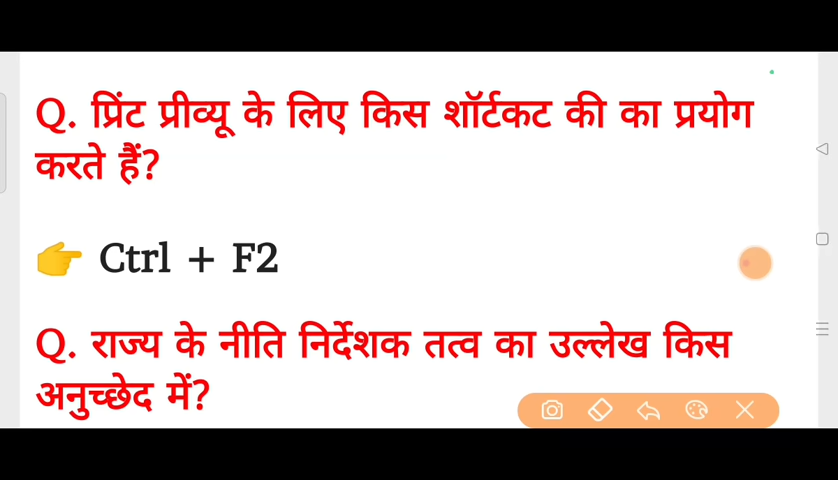 Q. प्रिंट प्रीव्यू के लिए किस शॉर्टकट की का प्रयोग
करते हैं?
👉 Ctrl + F2
Q. राज्य के नीति निर्देशक तत्व का उल्लेख किस
अनुच्छेद में?